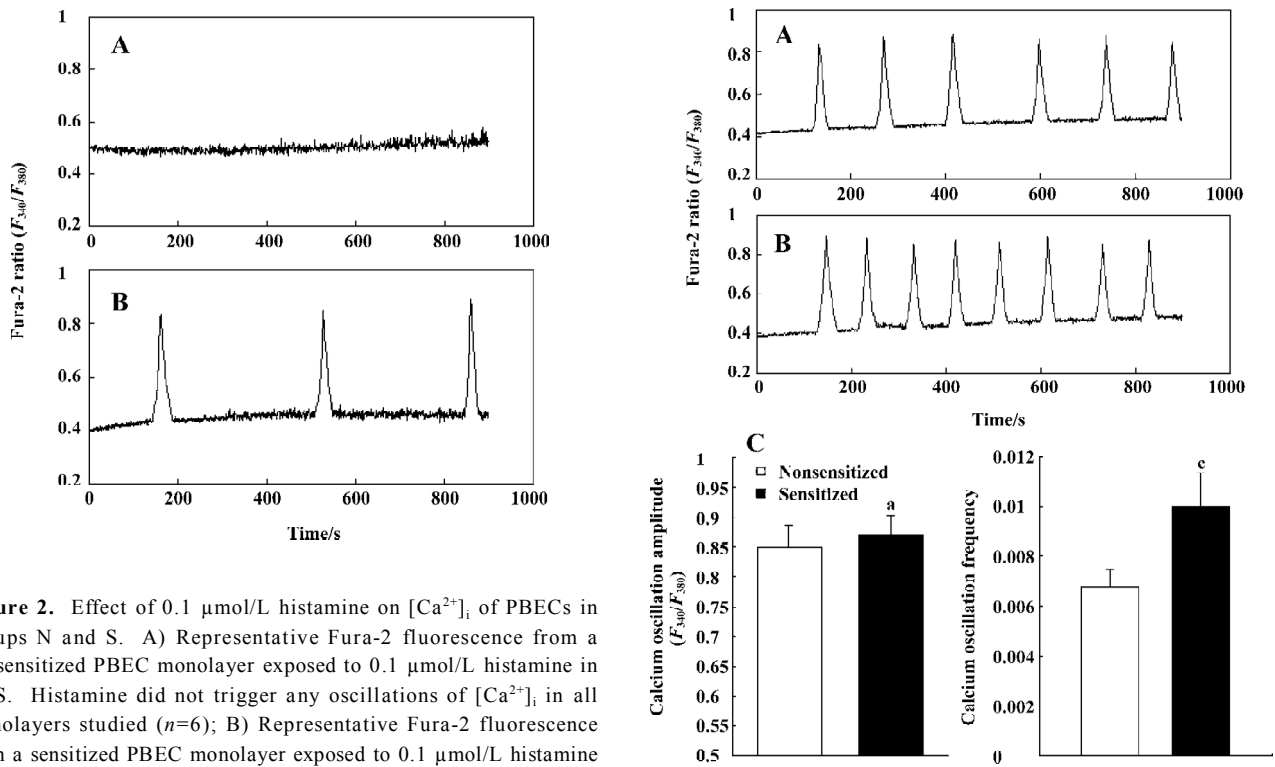 1
A
0.8
0.6
0.4
0.2
0 200 400 600 800 1000
1
B
0.8
0.6
0.4
0.2
0 200 400 600 800 1000
Fura-2 ratio (F340/F380)
Time/s
ure 2. Effect of 0.1 µmol/L histamine on [Ca2+]i of PBECs in
ups N and S. A) Representative Fura-2 fluorescence from a
sensitized PBEC monolayer exposed to 0.1 µmol/L histamine in
S. Histamine did not trigger any oscillations of [Ca2+]i in all
nolayers studied (n=6); B) Representative Fura-2 fluorescence
a sensitized PBEC monolayer exposed to 0.1 µmol/L histamine
1
A
0.8
0.6
0.4
0.2
0 200 400 600 800 1000
1
B
0.8
0.6
0.4
0.2
0 200 400 600 800 1000
Fura-2 ratio (F340/F380)
Time/s
C
1
0.95
0.9
0.85
0.8
0.75
0.7
0.65
0.6
0.55
0.5
Nonsensitized
Sensitized
a
Calcium oscillation amplitude
(F340/F380)
0.012
0.01
0.008
0.006
0.004
0.002
0
c
Calcium oscillation frequency